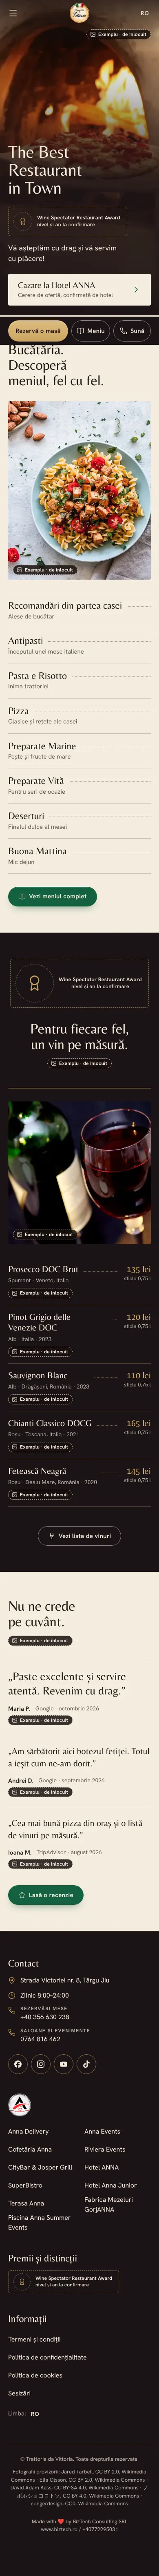 RO
Exemplu · de înlocuit
The Best
Restaurant
in Town
Wine Spectator Restaurant Award
nivel și an la confirmare
Vă așteptăm cu drag și vă servim
cu plăcere!
Cazare la Hotel ANNA
Cerere de ofertă, confirmată de hotel
Rezervă o masă
Meniu
Sună
Bucătăria.
Descoperă
meniul, fel cu fel.
Exemplu · de înlocuit
Recomandări din partea casei
Alese de bucătar
Antipasti
Începutul unei mese italiene
Pasta e Risotto
Inima trattoriei
Pizza
Clasice și rețete ale casei
Preparate Marine
Pește și fructe de mare
Preparate Vită
Pentru seri de ocazie
Deserturi
Finalul dulce al mesei
Buona Mattina
Mic dejun
Vezi meniul complet
Wine Spectator Restaurant Award
nivel și an la confirmare
Pentru fiecare fel,
un vin pe măsură.
Exemplu · de înlocuit
Exemplu · de înlocuit
Prosecco DOC Brut
135 lei
Spumant · Veneto, Italia
sticla 0,75 l
Exemplu · de înlocuit
Pinot Grigio delle
Venezie DOC
120 lei
sticla 0,75 l
Alb · Italia · 2023
Exemplu · de înlocuit
Sauvignon Blanc
110 lei
Alb · Drăgășani, România · 2023
sticla 0,75 l
Exemplu · de înlocuit
Chianti Classico DOCG
165 lei
Roșu · Toscana, Italia · 2021
sticla 0,75 l
Exemplu · de înlocuit
Fetească Neagră
145 lei
Roșu · Dealu Mare, România · 2020
sticla 0,75 l
Exemplu · de înlocuit
Vezi lista de vinuri
Nu ne crede
pe cuvânt.
Exemplu · de înlocuit
„Paste excelente și servire
atentă. Revenim cu drag.”
Maria P. Google · octombrie 2026
Exemplu · de înlocuit
„Am sărbătorit aici botezul fetiței. Totul
a ieșit cum ne-am dorit.”
Andrei D. Google · septembrie 2026
Exemplu · de înlocuit
„Cea mai bună pizza din oraș și o listă
de vinuri pe măsură.”
Ioana M. TripAdvisor · august 2026
Exemplu · de înlocuit
Lasă o recenzie
Contact
Strada Victoriei nr. 8, Târgu Jiu
Zilnic 8:00-24:00
REZERVĂRI MESE
+40 356 630 238
SALOANE ȘI EVENIMENTE
0764 816 462
Anna Delivery
Anna Events
Cofetăria Anna
Riviera Events
CityBar & Josper Grill
Hotel ANNA
SuperBistro
Hotel Anna Junior
Terasa Anna
Fabrica Mezeluri
GorjANNA
Piscina Anna Summer
Events
Premii și distincții
Wine Spectator Restaurant Award
nivel și an la confirmare
Informații
Termeni și condiții
Politica de confidențialitate
Politica de cookies
Sesizări
Limba: RO
© Trattoria da Vittoria. Toate drepturile rezervate.
Made with ❤️ by BizTech Consulting SRL
www.biztech.ro / +40772295031